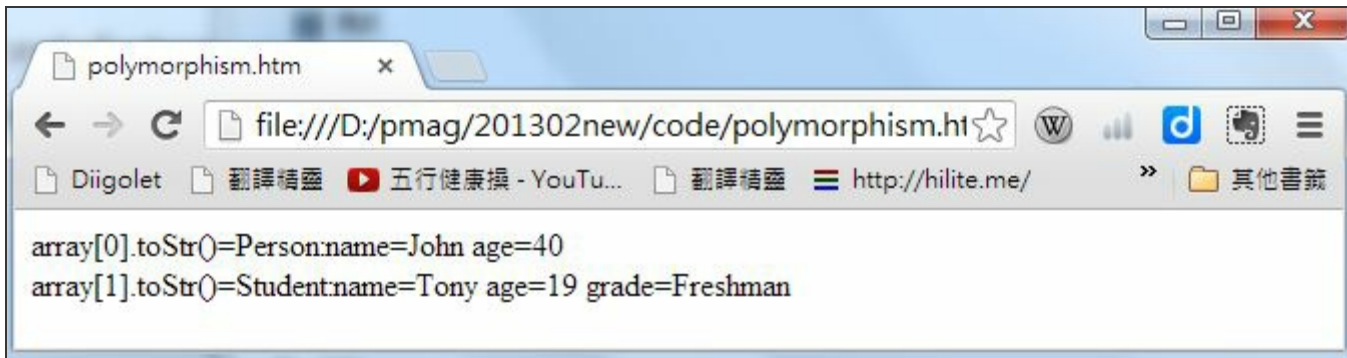 polymorphism.htm
file:///D:/pmag/201302new/code/polymorphism.ht
W
d
Diigolet 翻譯精靈 五行健康操 - YouTu... 翻譯精靈 http://hilite.me/ » 其他書籤
array[0].toStr()=Person:name=John age=40
array[1].toStr()=Student:name=Tony age=19 grade=Freshman